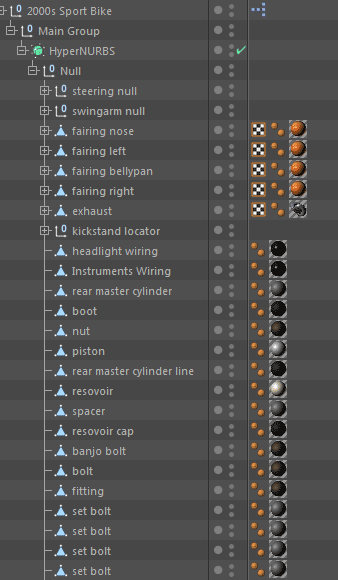 2000s Sport Bike
Main Group
HyperNURBS
Null
steering null
swingarm null
fairing nose
fairing left
fairing bellypan
fairing right
exhaust
kickstand locator
headlight wiring
Instruments Wiring
rear master cylinder
boot
nut
piston
rear master cylinder line
resovoir
spacer
resovoir cap
banjo bolt
bolt
fitting
set bolt
set bolt
set bolt
set bolt